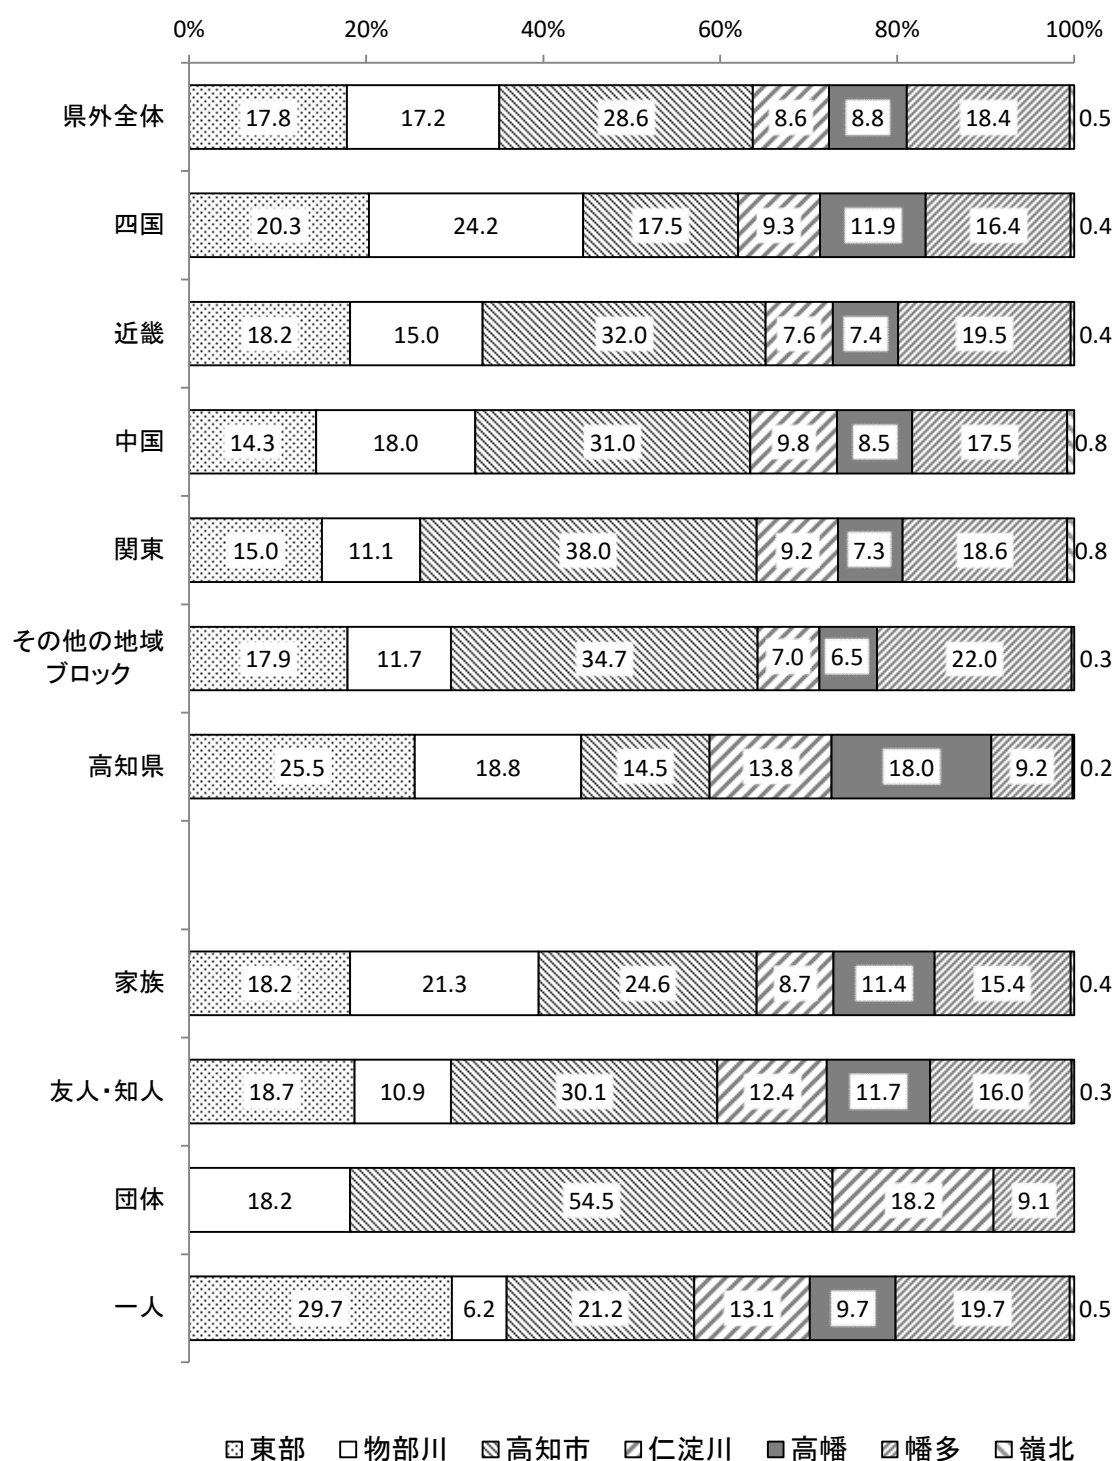 0% 20% 40% 60% 80% 100%
県外全体 17.8 17.2 28.6 8.6 8.8 18.4 0.5
四国 20.3 24.2 17.5 9.3 11.9 16.4 0.4
近畿 18.2 15.0 32.0 7.6 7.4 19.5 0.4
中国 14.3 18.0 31.0 9.8 8.5 17.5 0.8
関東 15.0 11.1 38.0 9.2 7.3 18.6 0.8
その他の地域
ブロック 17.9 11.7 34.7 7.0 6.5 22.0 0.3
高知県 25.5 18.8 14.5 13.8 18.0 9.2 0.2
家族 18.2 21.3 24.6 8.7 11.4 15.4 0.4
友人・知人 18.7 10.9 30.1 12.4 11.7 16.0 0.3
団体 18.2 54.5 18.2 9.1
一人 29.7 6.2 21.2 13.1 9.7 19.7 0.5
東部 物部川 高知市 仁淀川 高幡 幡多 嶺北